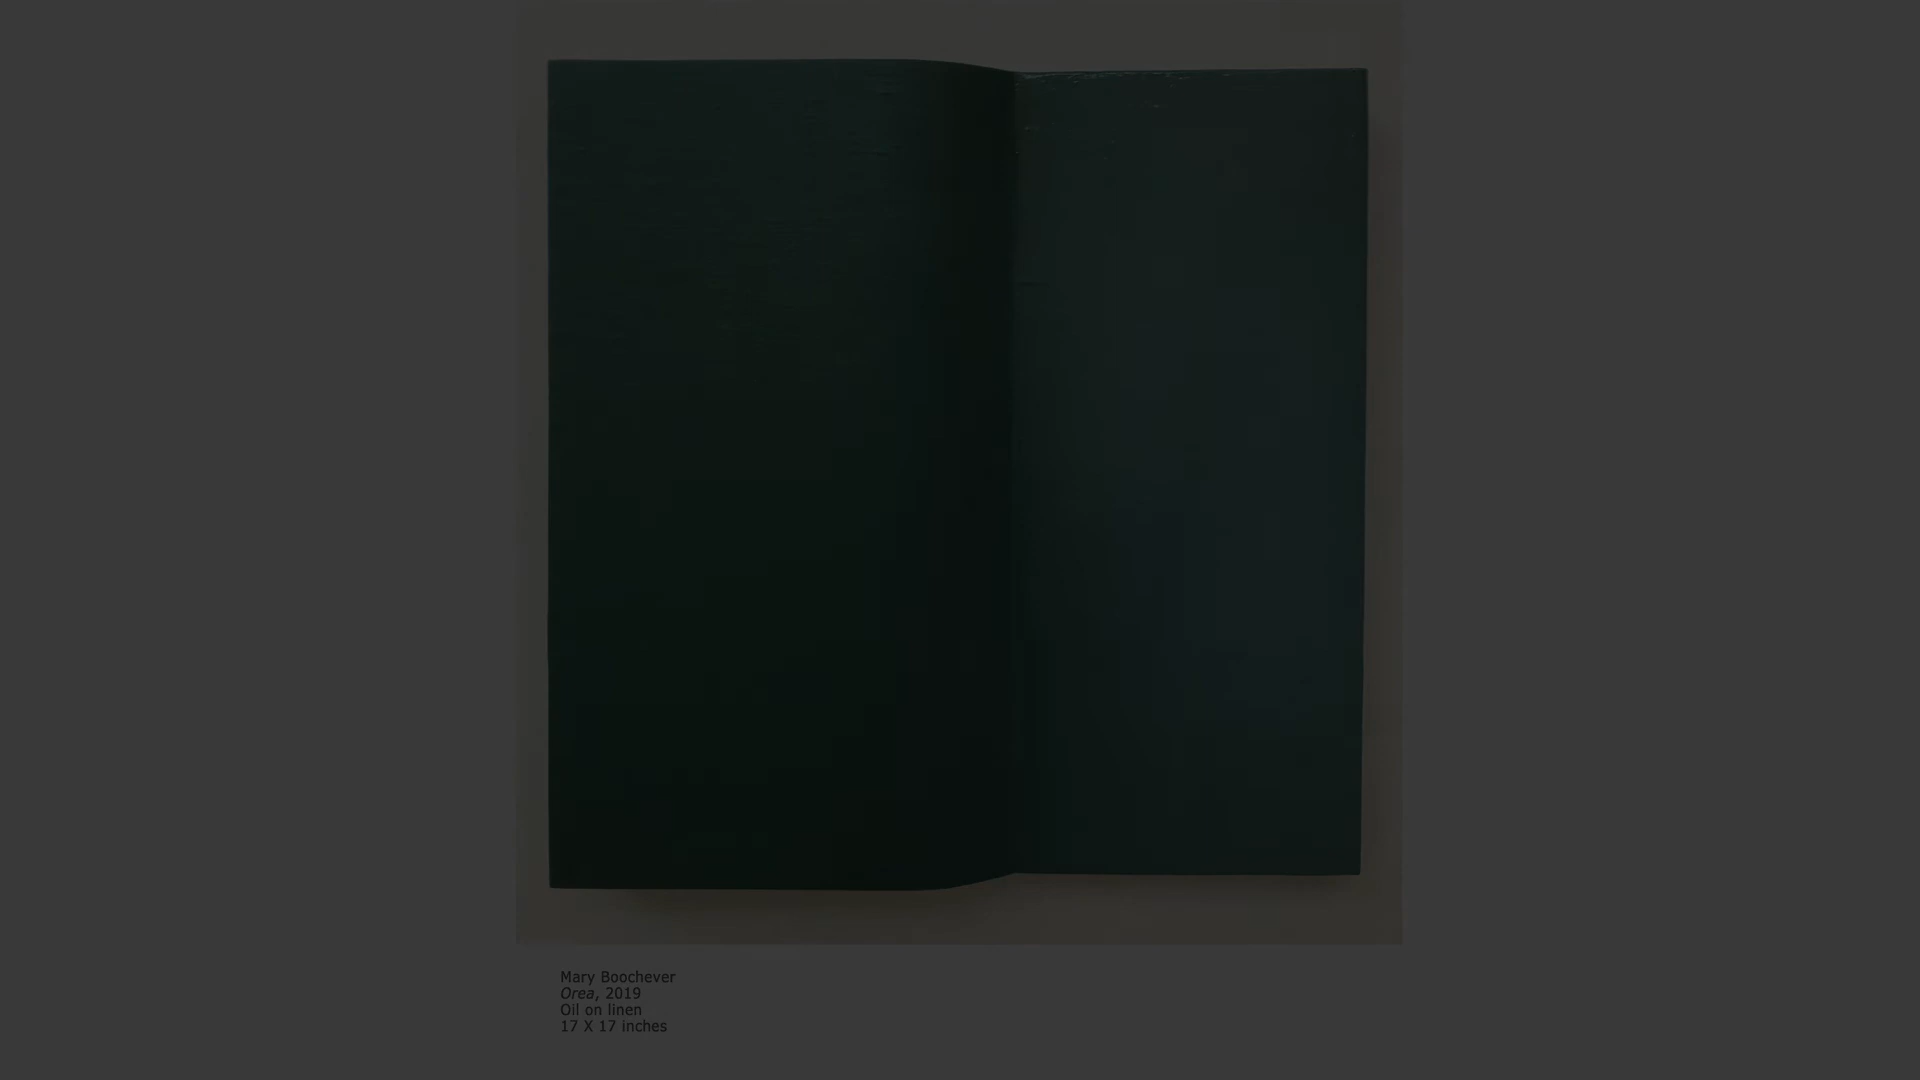 Mary Boochever
Orea, 2019
Oil on linen
17 X 17 inches